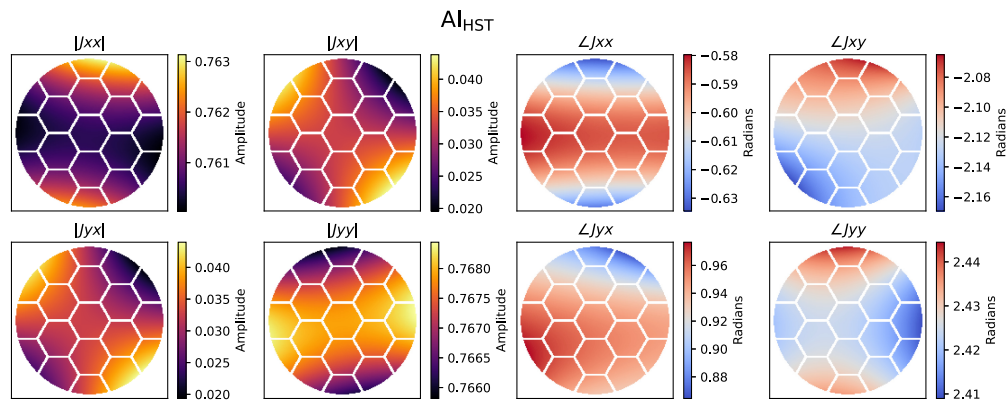 Al_HST
|Jxx|
0.763
0.762
0.761
Amplitude
|Jxy|
0.040
0.035
0.030
0.025
0.020
Amplitude
∠Jxx
−0.58
−0.59
−0.60
−0.61
−0.62
−0.63
Radians
∠Jxy
−2.08
−2.10
−2.12
−2.14
−2.16
Radians
|Jyx|
0.040
0.035
0.030
0.025
0.020
Amplitude
|Jyy|
0.7680
0.7675
0.7670
0.7665
0.7660
Amplitude
∠Jyx
0.96
0.94
0.92
0.90
0.88
Radians
∠Jyy
2.44
2.43
2.42
2.41
Radians